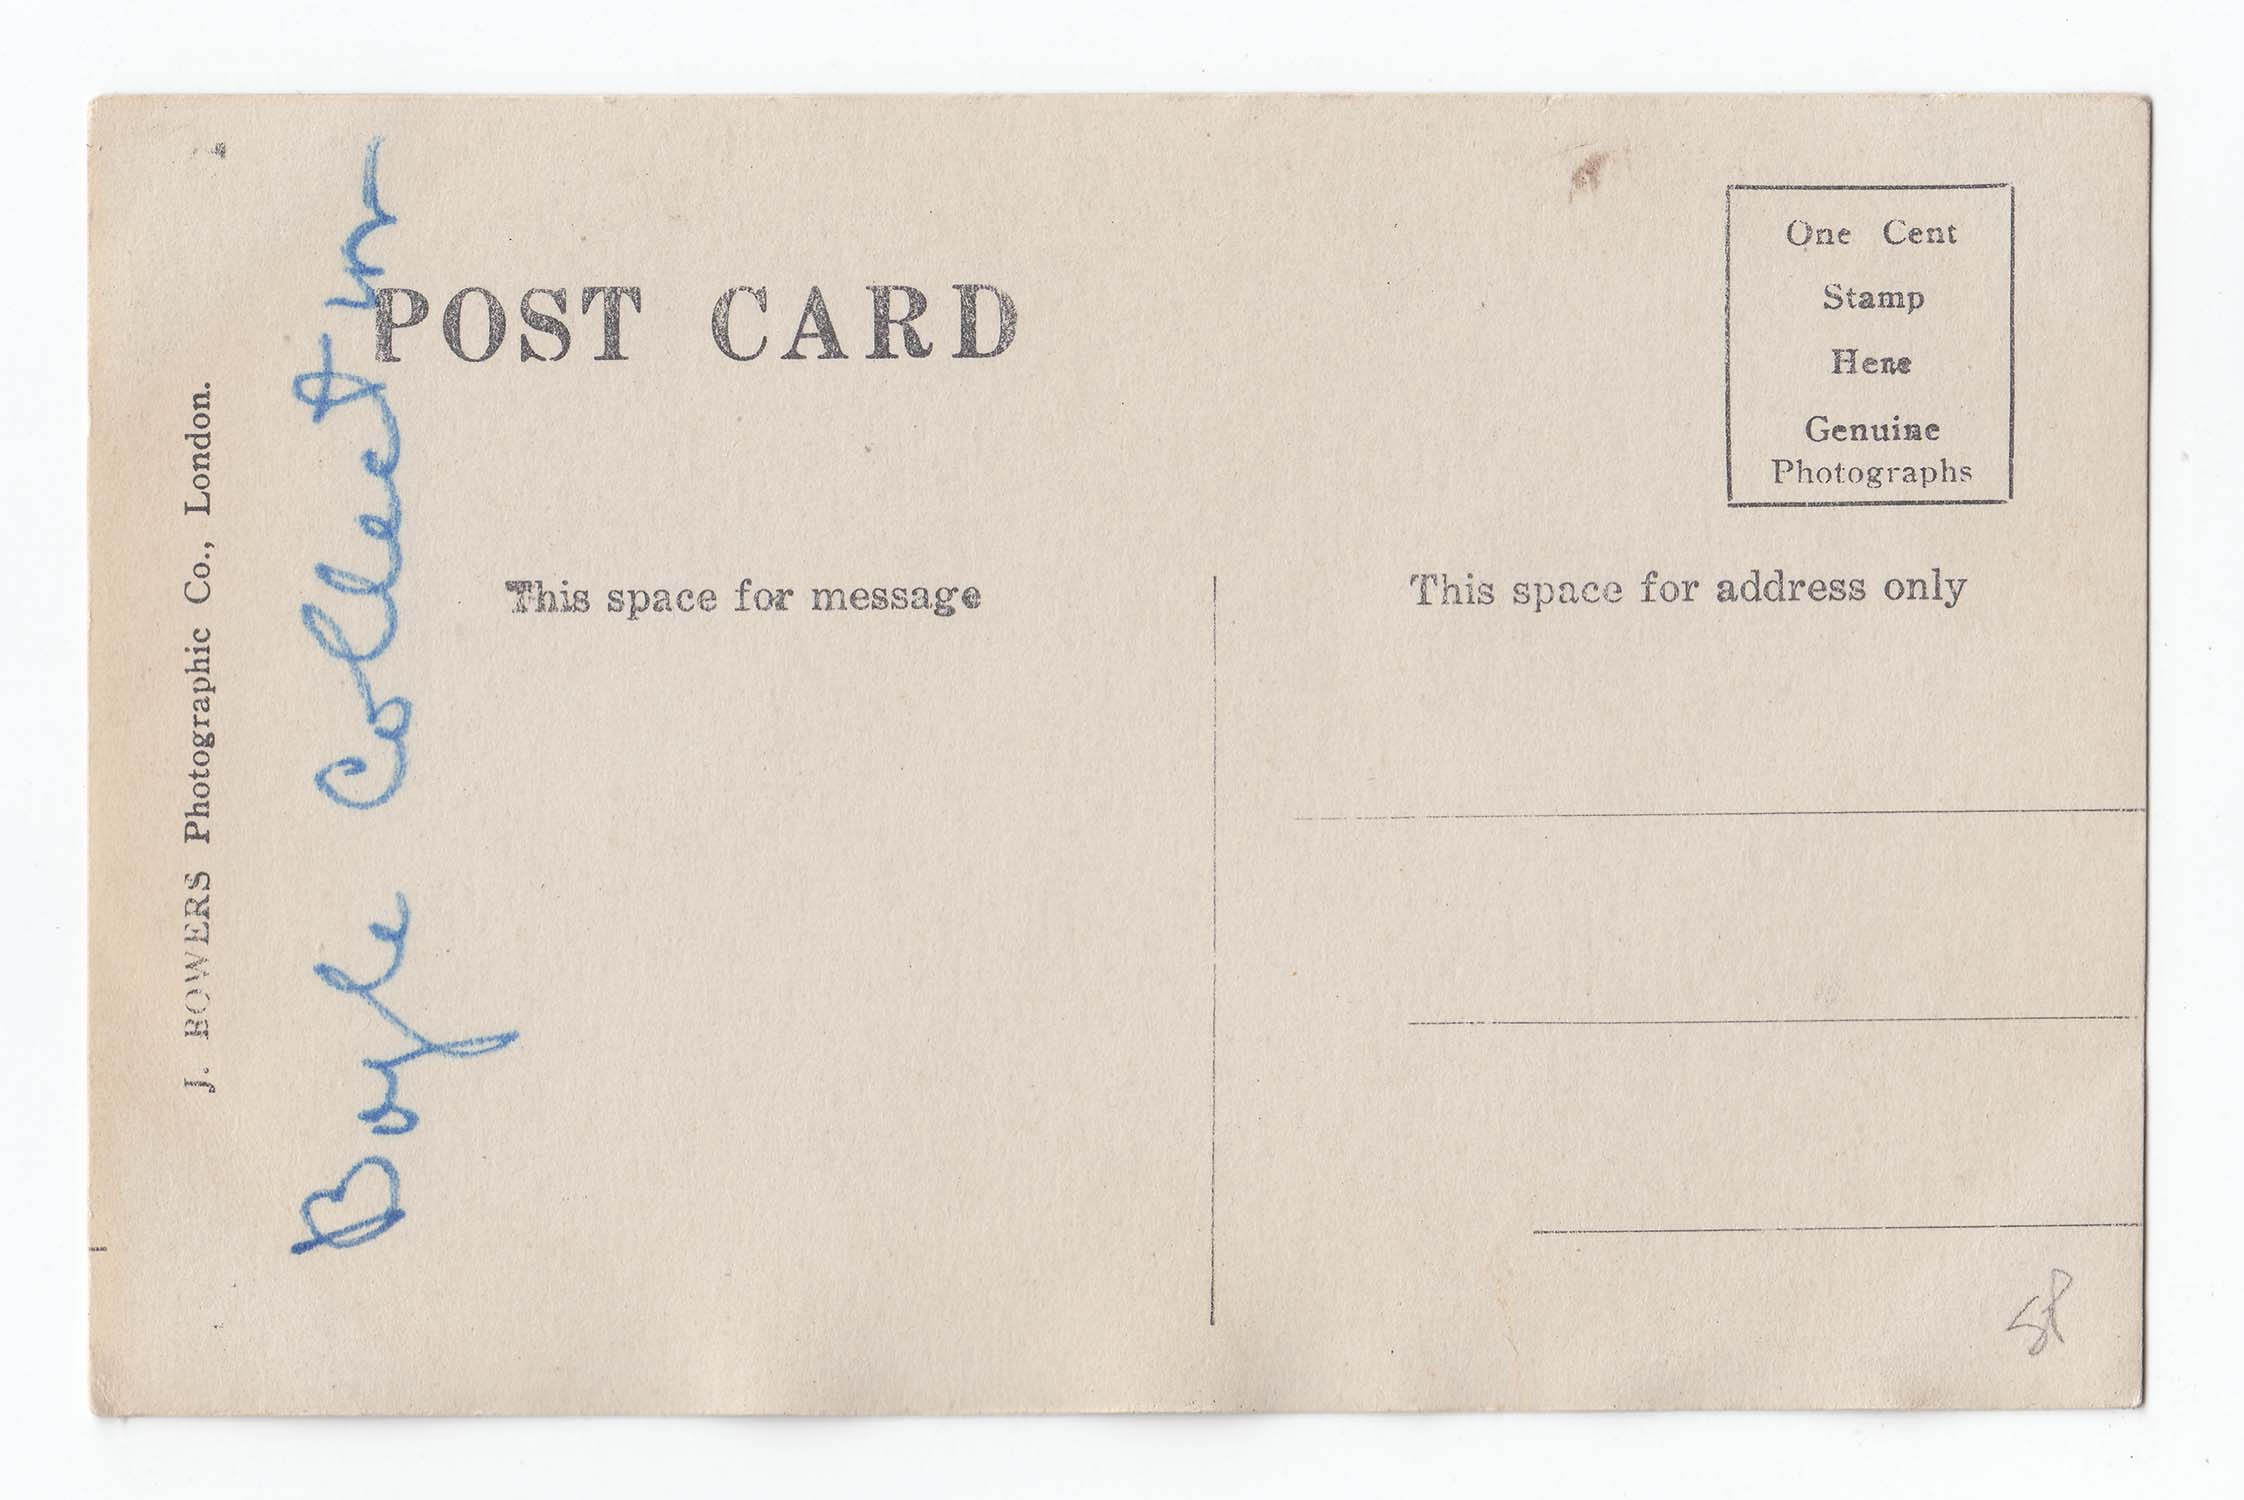 J. BOWERS Photographic Co., London.
Boyle Collection
POST CARD
One Cent
Stamp
Here
Genuine
Photographs
This space for message
This space for address only